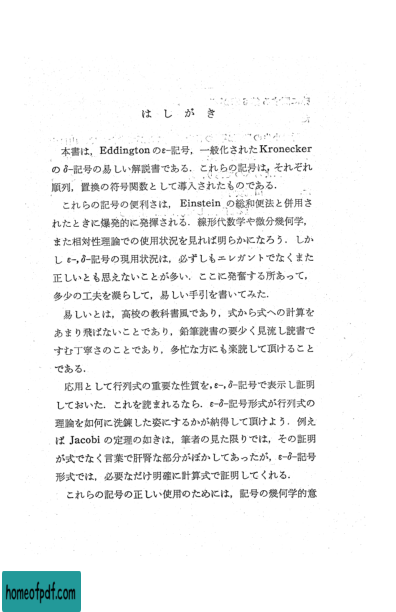 はしがき
本書は，Eddingtonのε-記号，一般化されたKronecker
のδ-記号の易しい解説書である．これらの記号は，それぞれ
順列，置換の符号関数として導入されたものである．
これらの記号の便利さは，Einstein の総和便法と併用さ
れたときに爆発的に発揮される．線形代数学や微分幾何学，
また相対性理論での使用状況を見れば明らかになろう．しか
し ε-,δ-記号の現用状況は，必ずしもエレガントでなくまた
正しいとも思えないことが多い．ここに発奮する所あって，
多少の工夫を凝らして，易しい手引を書いてみた．
易しいとは，高校の教科書風であり，式から式への計算を
あまり飛ばないことであり，鉛筆読書の要少く見流し読書で
すむ丁寧さのことであり，多忙な方にも楽読して頂けること
である．
応用として行列式の重要な性質を,ε-,δ-記号で表示し証明
しておいた．これを読まれるなら．ε-δ-記号形式が行列式の
理論を如何に洗錬した姿にするかが納得して頂けよう．例え
ば Jacobi の定理の如きは，筆者の見た限りでは，その証明
が式でなく言葉で肝腎な部分がぼかしてあったが，ε-δ-記号
形式では，必要なだけ明確に計算式で証明してくれる．
これらの記号の正しい使用のためには，記号の幾何学的意
homeofpdf.com